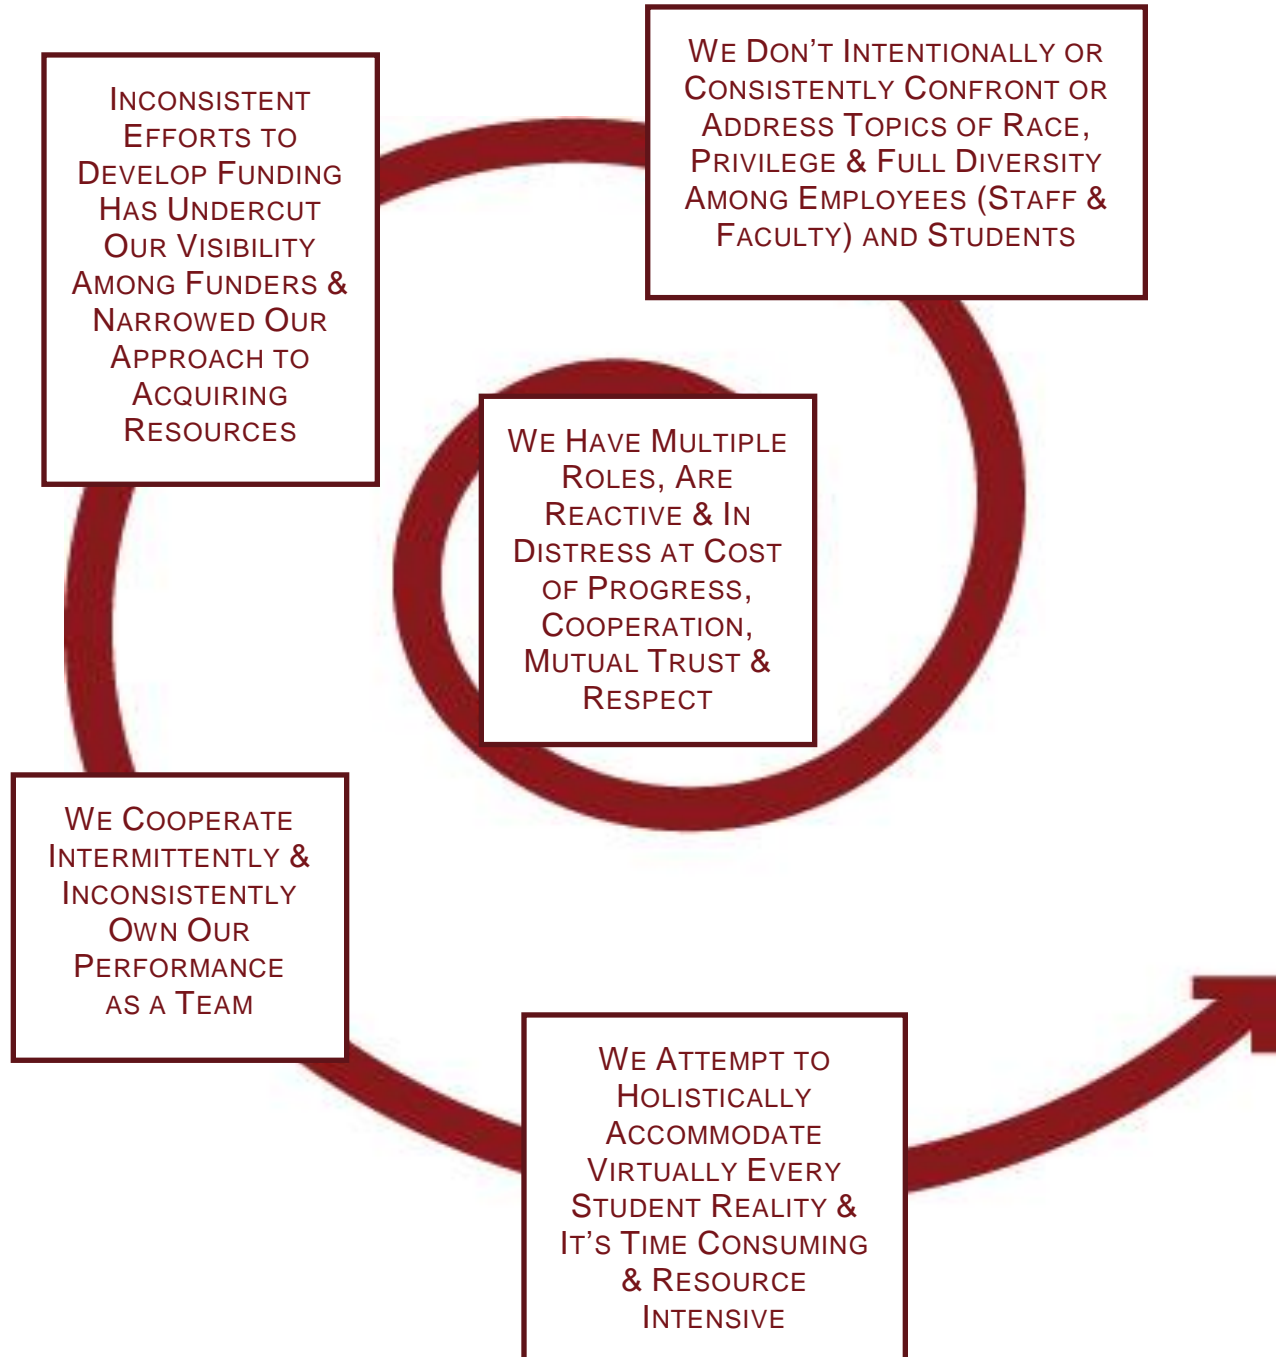 We Don't Intentionally or
Consistently Confront or
Address Topics of Race,
Privilege & Full Diversity
Among Employees (Staff &
Faculty) and Students
Inconsistent
Efforts to
Develop Funding
Has Undercut
Our Visibility
Among Funders &
Narrowed Our
Approach to
Acquiring
Resources
We Have Multiple
Roles, Are
Reactive & In
Distress at Cost
of Progress,
Cooperation,
Mutual Trust &
Respect
We Cooperate
Intermittently &
Inconsistently
Own Our
Performance
as a Team
We Attempt to
Holistically
Accommodate
Virtually Every
Student Reality &
It's Time Consuming
& Resource
Intensive